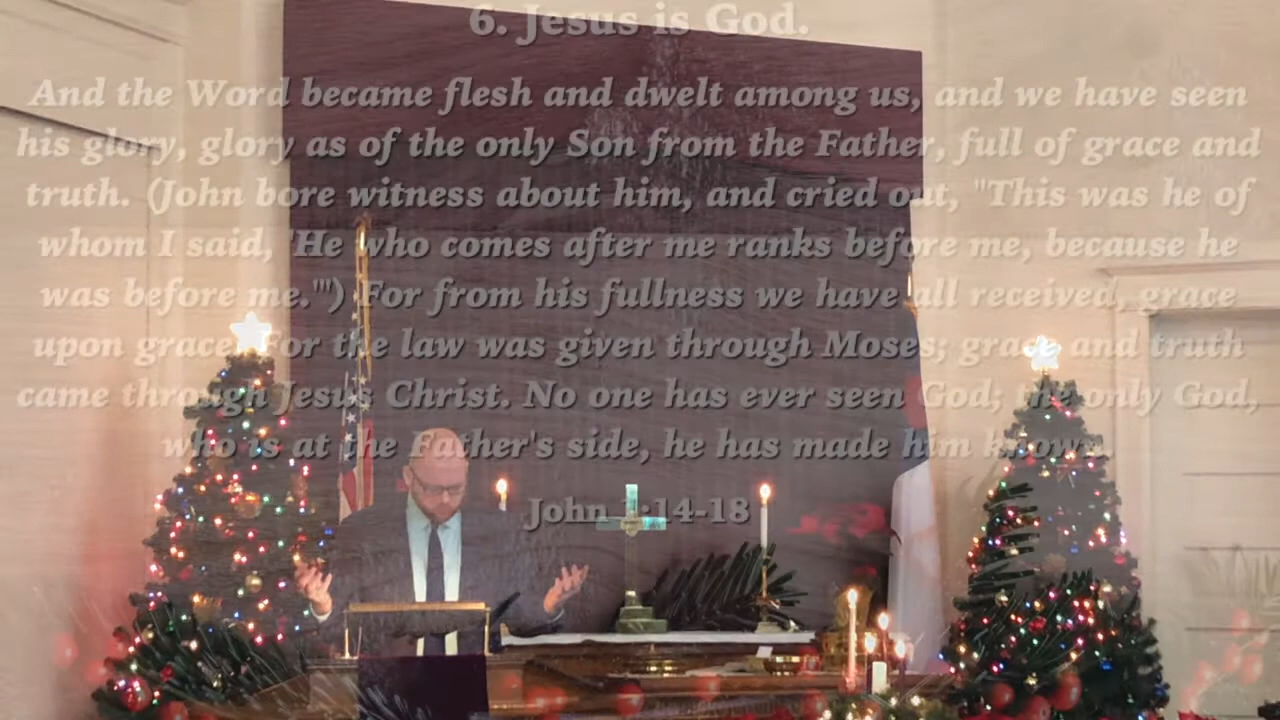 6. Jesus is God.
And the Word became flesh and dwelt among us, and we have seen
his glory, glory as of the only Son from the Father, full of grace and
truth. (John bore witness about him, and cried out, "This was he of
whom I said, 'He who comes after me ranks before me, because he
was before me.'") For from his fullness we have all received, grace
upon grace. For the law was given through Moses; grace and truth
came through Jesus Christ. No one has ever seen God; the only God,
who is at the Father's side, he has made him known.
John 1:14-18